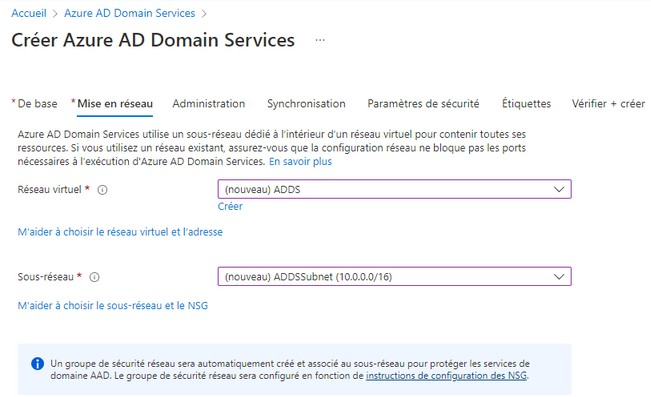 Accueil > Azure AD Domain Services >
Créer Azure AD Domain Services ...
* De base * Mise en réseau Administration Synchronisation Paramètres de sécurité Étiquettes Vérifier + créer
Azure AD Domain Services utilise un sous-réseau dédié à l'intérieur d'un réseau virtuel pour contenir toutes ses
ressources. Si vous utilisez un réseau existant, assurez-vous que la configuration réseau ne bloque pas les ports
nécessaires à l'exécution d'Azure AD Domain Services. En savoir plus
Réseau virtuel * (nouveau) ADDS
Créer
M'aider à choisir le réseau virtuel et l'adresse
Sous-réseau * (nouveau) ADDSSubnet (10.0.0.0/16)
M'aider à choisir le sous-réseau et le NSG
Un groupe de sécurité réseau sera automatiquement créé et associé au sous-réseau pour protéger les services de
domaine AAD. Le groupe de sécurité réseau sera configuré en fonction de instructions de configuration des NSG.